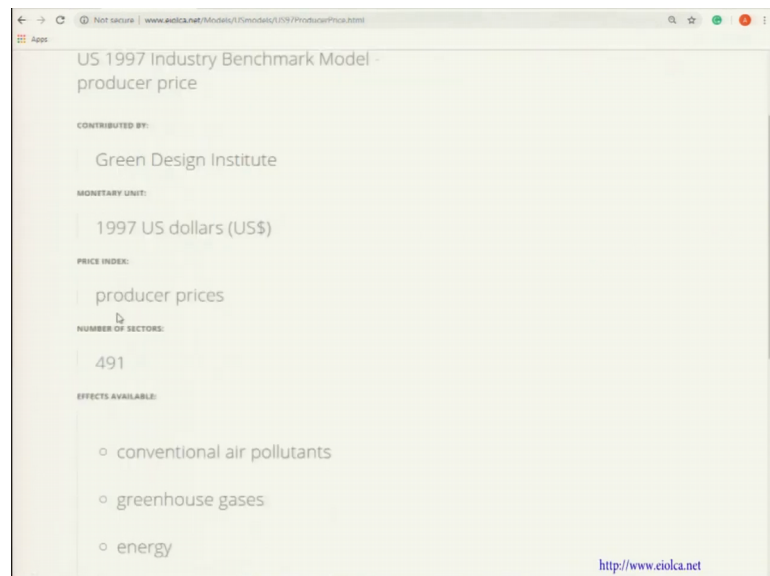 Not secure | www.eiolca.net/Models/USmodels/US97ProducerPrice.html
Apps
US 1997 Industry Benchmark Model -
producer price
CONTRIBUTED BY:
Green Design Institute
MONETARY UNIT:
1997 US dollars (US$)
PRICE INDEX:
producer prices
NUMBER OF SECTORS:
491
EFFECTS AVAILABLE:
conventional air pollutants
greenhouse gases
energy
http://www.eiolca.net